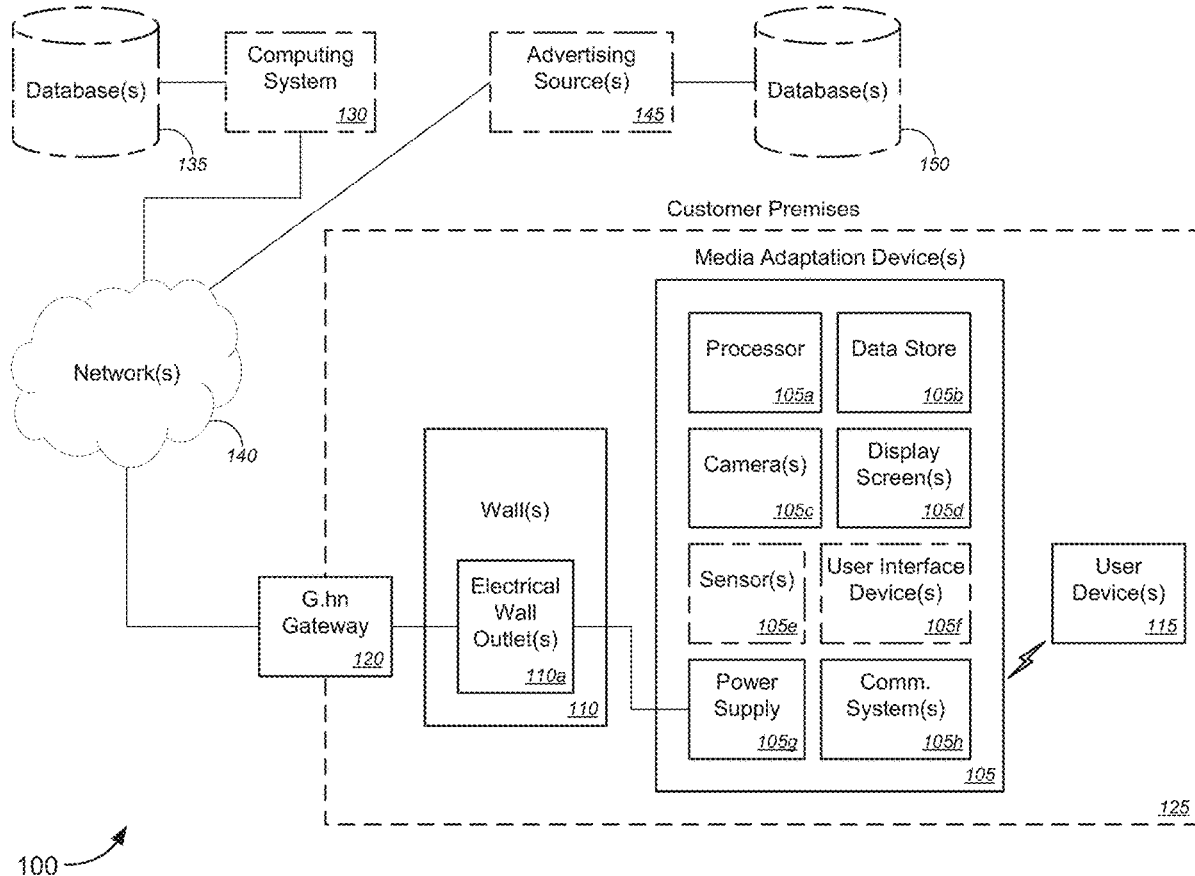 Database(s)
135
Computing
System
130
Advertising
Source(s)
145
Database(s)
150
Customer Premises
Media Adaptation Device(s)
Network(s)
140
Processor
105a
Data Store
105b
Camera(s)
105c
Display
Screen(s)
105d
Wall(s)
Electrical
Wall
Outlet(s)
110a
110
G.hn
Gateway
120
Sensor(s)
105e
User Interface
Device(s)
105f
User
Device(s)
115
Power
Supply
105g
Comm.
System(s)
105h
105
125
100